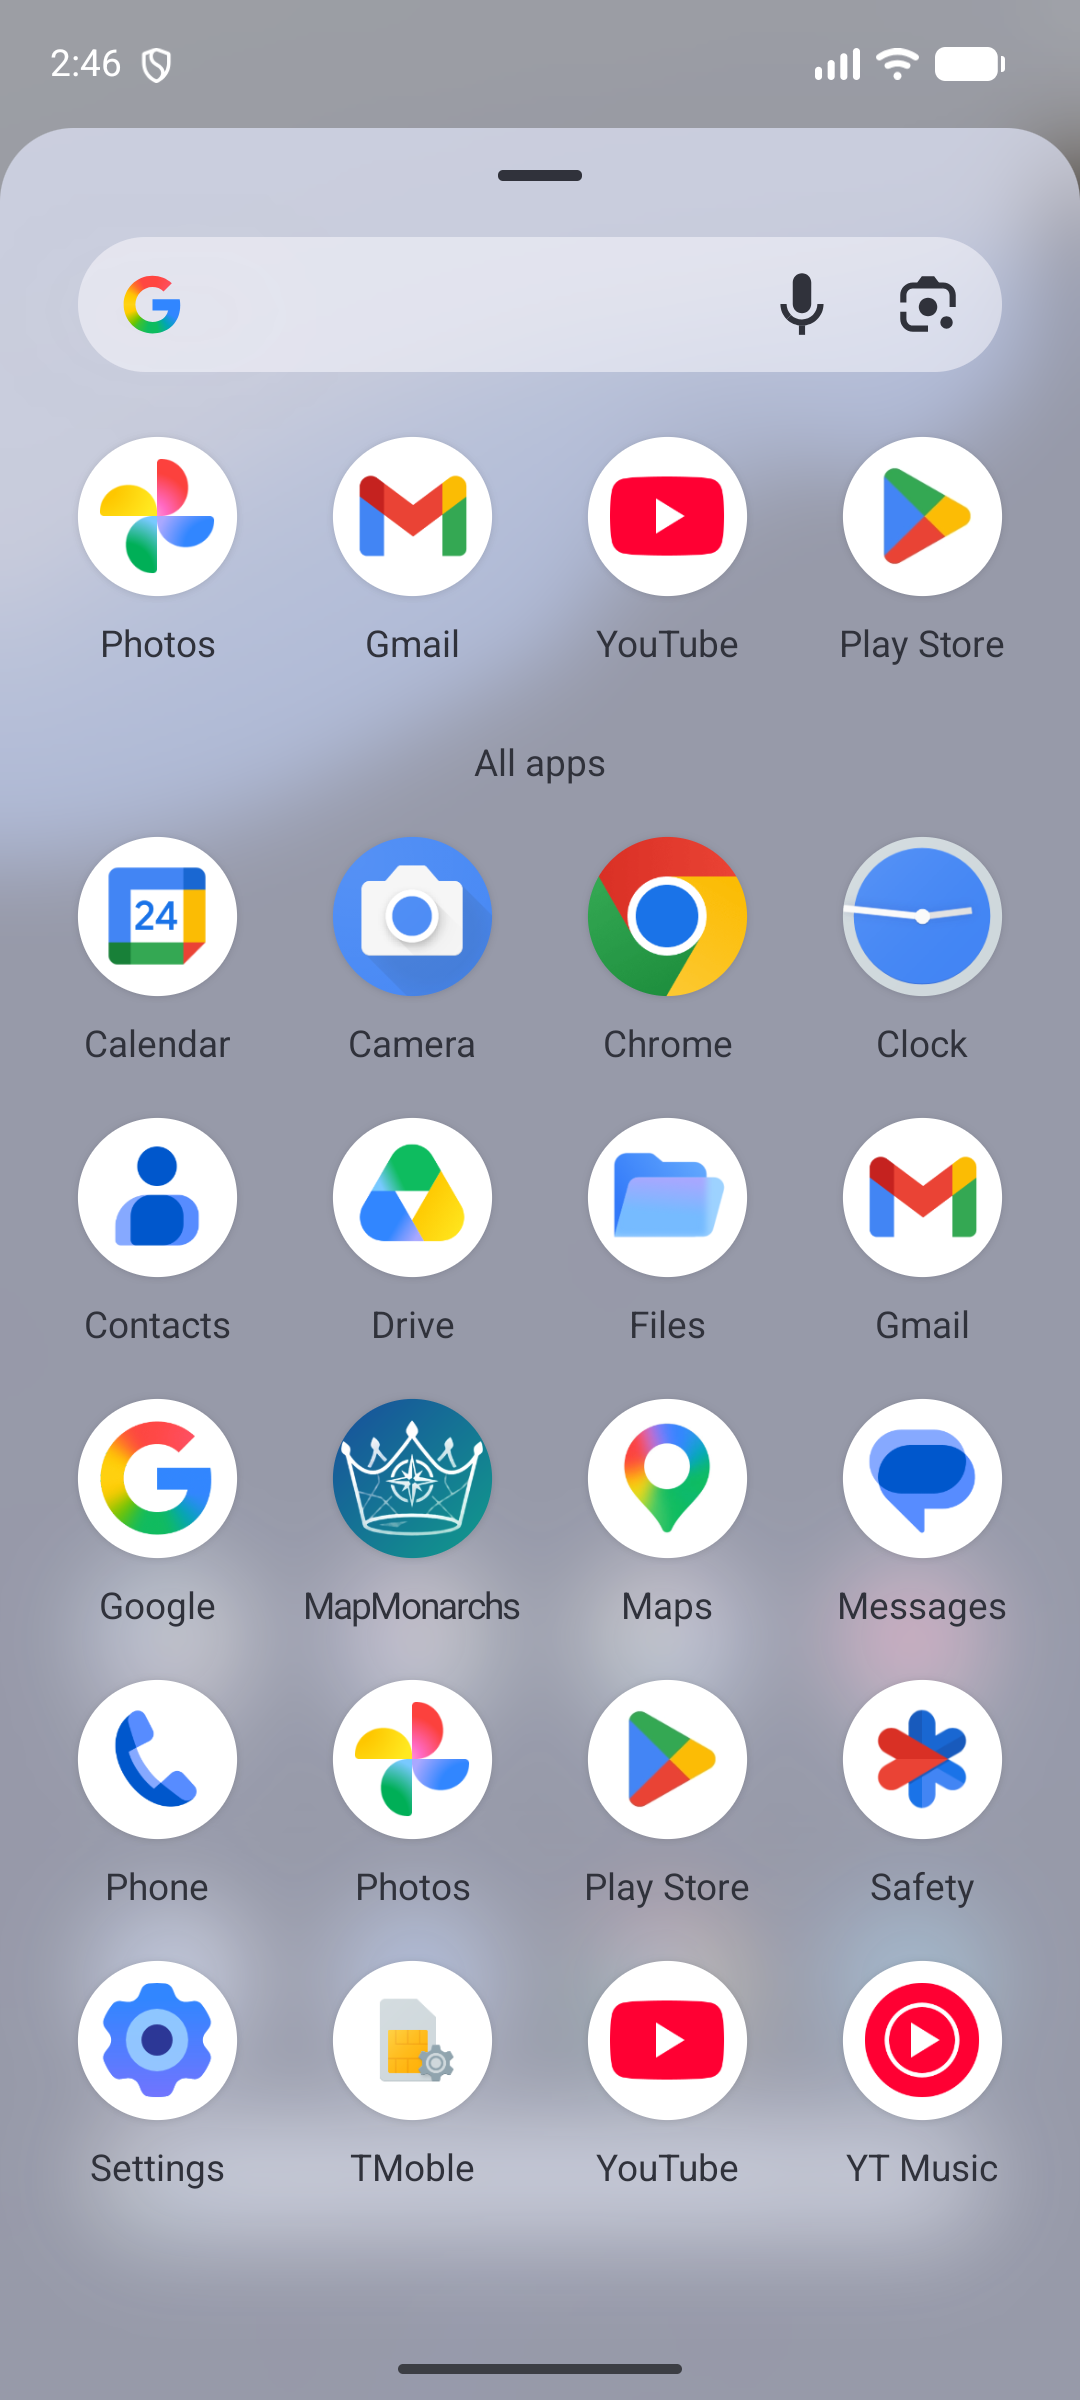 2:46
Photos Gmail YouTube Play Store
All apps
24
Calendar Camera Chrome Clock
Contacts Drive Files Gmail
Google MapMonarchs Maps Messages
Phone Photos Play Store Safety
Settings TMoble YouTube YT Music